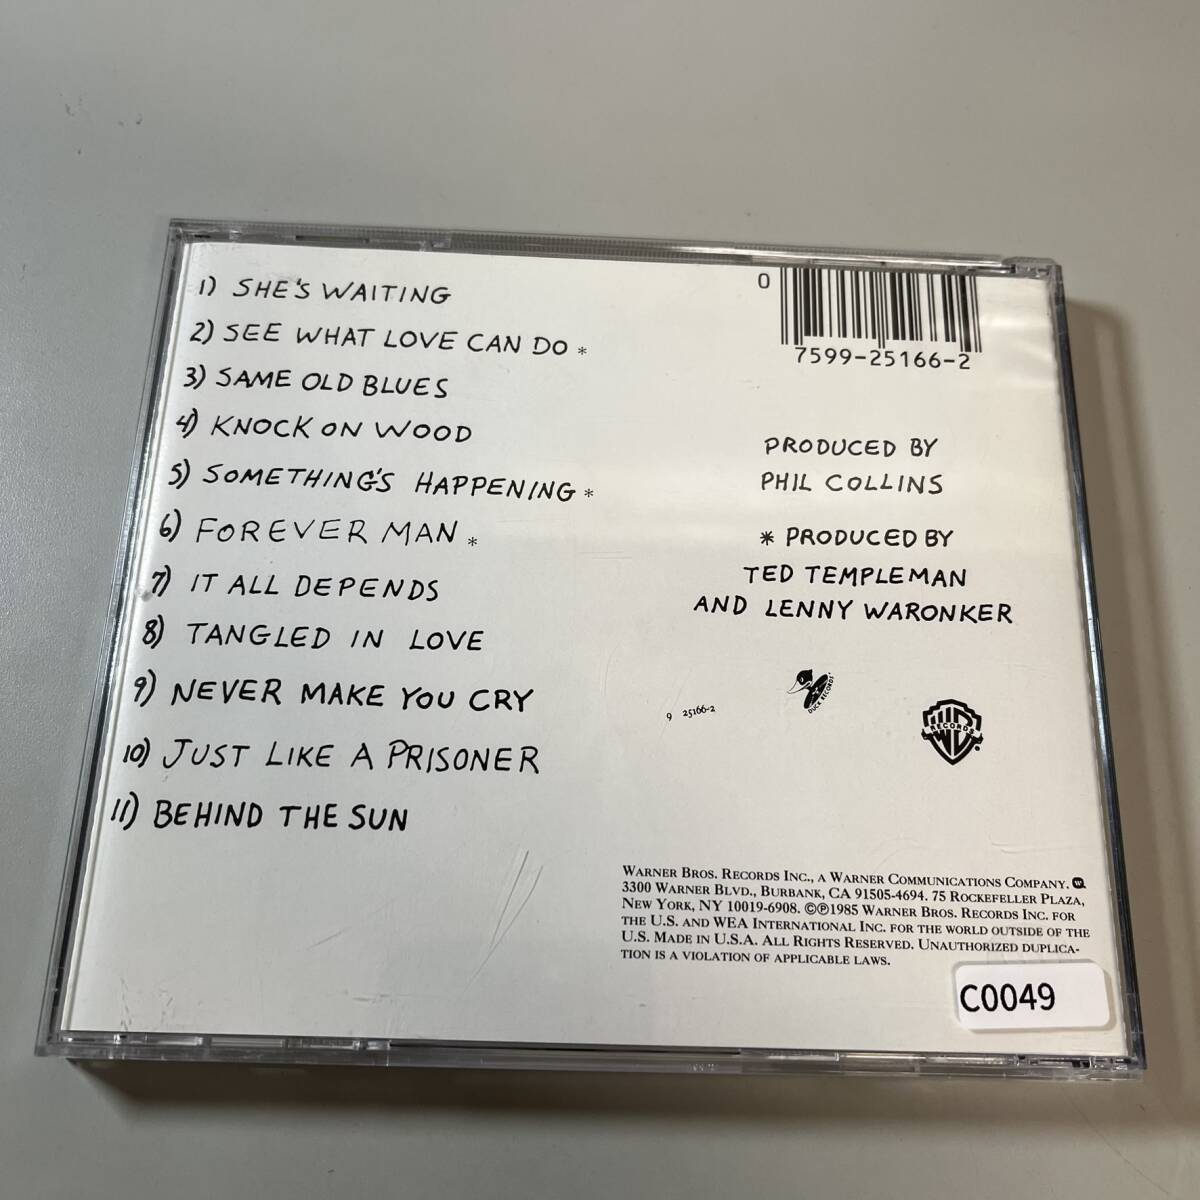 1) SHE'S WAITING
2) SEE WHAT LOVE CAN DO *
3) SAME OLD BLUES
4) KNOCK ON WOOD
5) SOMETHING'S HAPPENING *
6) FOREVER MAN *
7) IT ALL DEPENDS
8) TANGLED IN LOVE
9) NEVER MAKE YOU CRY
10) JUST LIKE A PRISONER
11) BEHIND THE SUN
0
7599-25166-2
PRODUCED BY
PHIL COLLINS
* PRODUCED BY
TED TEMPLEMAN
AND LENNY WARONKER
DUCK RECORDS
9 25166-2
WB
RECORDS
®
WARNER BROS. RECORDS INC., A WARNER COMMUNICATIONS COMPANY.
3300 WARNER BLVD., BURBANK, CA 91505-4694. 75 ROCKEFELLER PLAZA,
NEW YORK, NY 10019-6908. ©℗1985 WARNER BROS. RECORDS INC. FOR
THE U.S. AND WEA INTERNATIONAL INC. FOR THE WORLD OUTSIDE OF THE
U.S. MADE IN U.S.A. ALL RIGHTS RESERVED. UNAUTHORIZED DUPLICA-
TION IS A VIOLATION OF APPLICABLE LAWS.
C0049